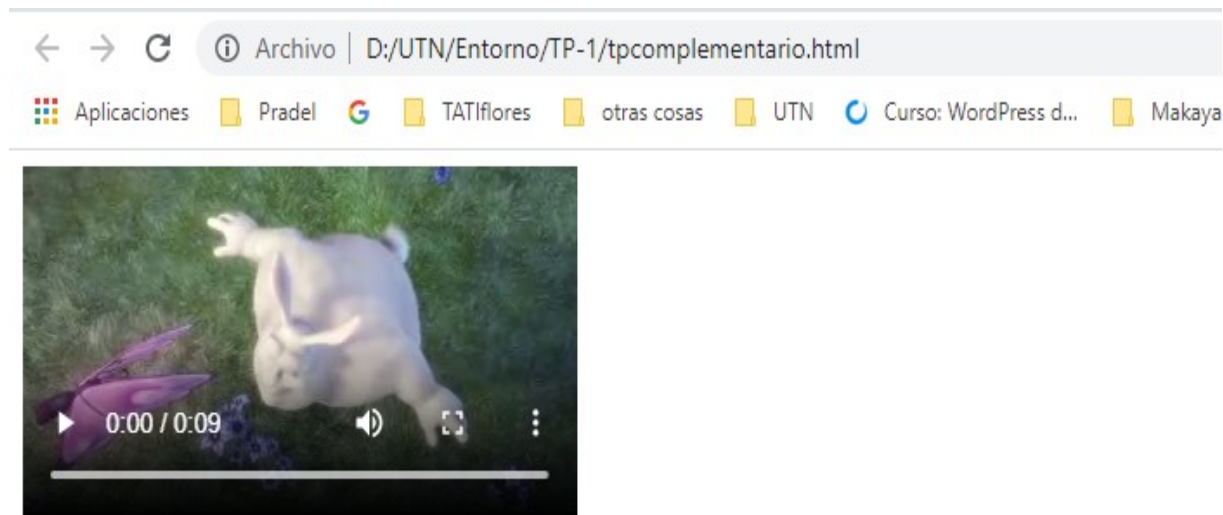 Archivo | D:/UTN/Entorno/TP-1/tpcomplementario.html
Aplicaciones Pradel TATIflores otras cosas UTN Curso: WordPress d... Makaya
0:00 / 0:09